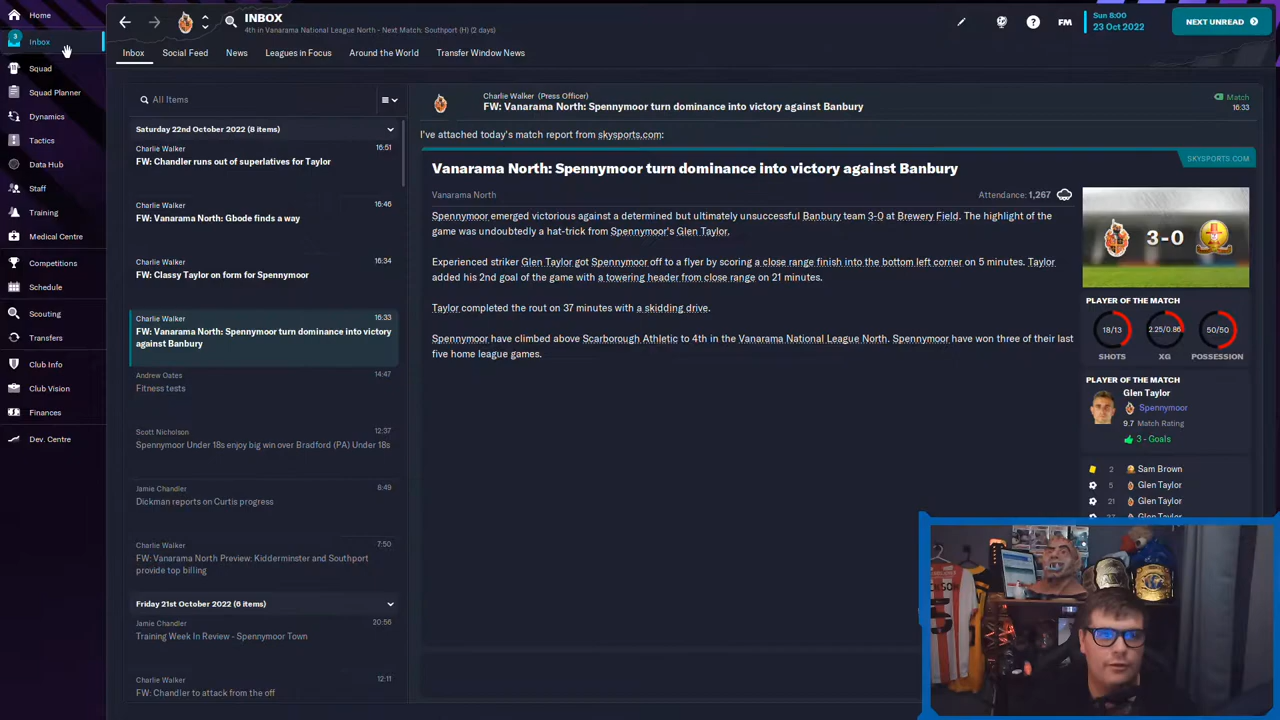 Home
3
Inbox
Squad
Squad Planner
Dynamics
Tactics
Data Hub
Staff
Training
Medical Centre
Competitions
Schedule
Scouting
Transfers
Club Info
Club Vision
Finances
Dev. Centre
INBOX
4th in Vanarama National League North - Next Match: Southport (H) (2 days)
?
FM
Sun 8:00
23 Oct 2022
NEXT UNREAD
Inbox
Social Feed
News
Leagues in Focus
Around the World
Transfer Window News
All Items
Saturday 22nd October 2022 (8 items)
Charlie Walker 16:51
FW: Chandler runs out of superlatives for Taylor
Charlie Walker 16:46
FW: Vanarama North: Gbode finds a way
Charlie Walker 16:34
FW: Classy Taylor on form for Spennymoor
Charlie Walker 16:33
FW: Vanarama North: Spennymoor turn dominance into victory
against Banbury
Andrew Oates 14:47
Fitness tests
Scott Nicholson 12:37
Spennymoor Under 18s enjoy big win over Bradford (PA) Under 18s
Jamie Chandler 8:49
Dickman reports on Curtis progress
Charlie Walker 7:50
FW: Vanarama North Preview: Kidderminster and Southport
provide top billing
Friday 21st October 2022 (6 items)
Jamie Chandler 20:56
Training Week In Review - Spennymoor Town
Charlie Walker 12:11
FW: Chandler to attack from the off
Charlie Walker (Press Officer)
FW: Vanarama North: Spennymoor turn dominance into victory against Banbury
Match
16:33
I've attached today's match report from skysports.com:
SKYSPORTS.COM
Vanarama North: Spennymoor turn dominance into victory against Banbury
Vanarama North
Attendance: 1,267
Spennymoor emerged victorious against a determined but ultimately unsuccessful Banbury team 3-0 at Brewery Field. The highlight of
the game was undoubtedly a hat-trick from Spennymoor's Glen Taylor.
Experienced striker Glen Taylor got Spennymoor off to a flyer by scoring a close range finish into the bottom left corner on 5 minutes. Taylor
added his 2nd goal of the game with a towering header from close range on 21 minutes.
Taylor completed the rout on 37 minutes with a skidding drive.
Spennymoor have climbed above Scarborough Athletic to 4th in the Vanarama National League North. Spennymoor have won three of their last
five home league games.
3-0
PLAYER OF THE MATCH
18/13
2.25/0.86
50/50
SHOTS
XG
POSSESSION
PLAYER OF THE MATCH
Glen Taylor
Spennymoor
9.7 Match Rating
3 - Goals
2 Sam Brown
5 Glen Taylor
21 Glen Taylor
Glen Taylor